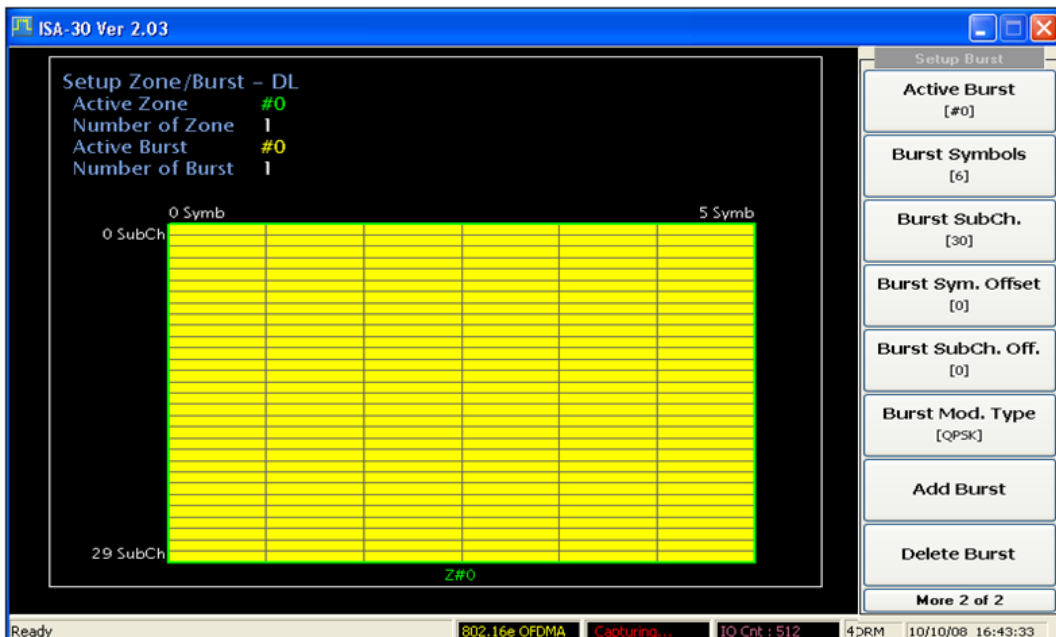 ISA-30 Ver 2.03
Setup Zone/Burst - DL
Active Zone #0
Number of Zone 1
Active Burst #0
Number of Burst 1
0 Symb 5 Symb
0 SubCh
29 SubCh
Z#0
Setup Burst
Active Burst
[#0]
Burst Symbols
[6]
Burst SubCh.
[30]
Burst Sym. Offset
[0]
Burst SubCh. Off.
[0]
Burst Mod. Type
[QPSK]
Add Burst
Delete Burst
More 2 of 2
Ready 802.16e OFDMA Capturing... IQ Cnt : 512 10/10/08 16:43:33